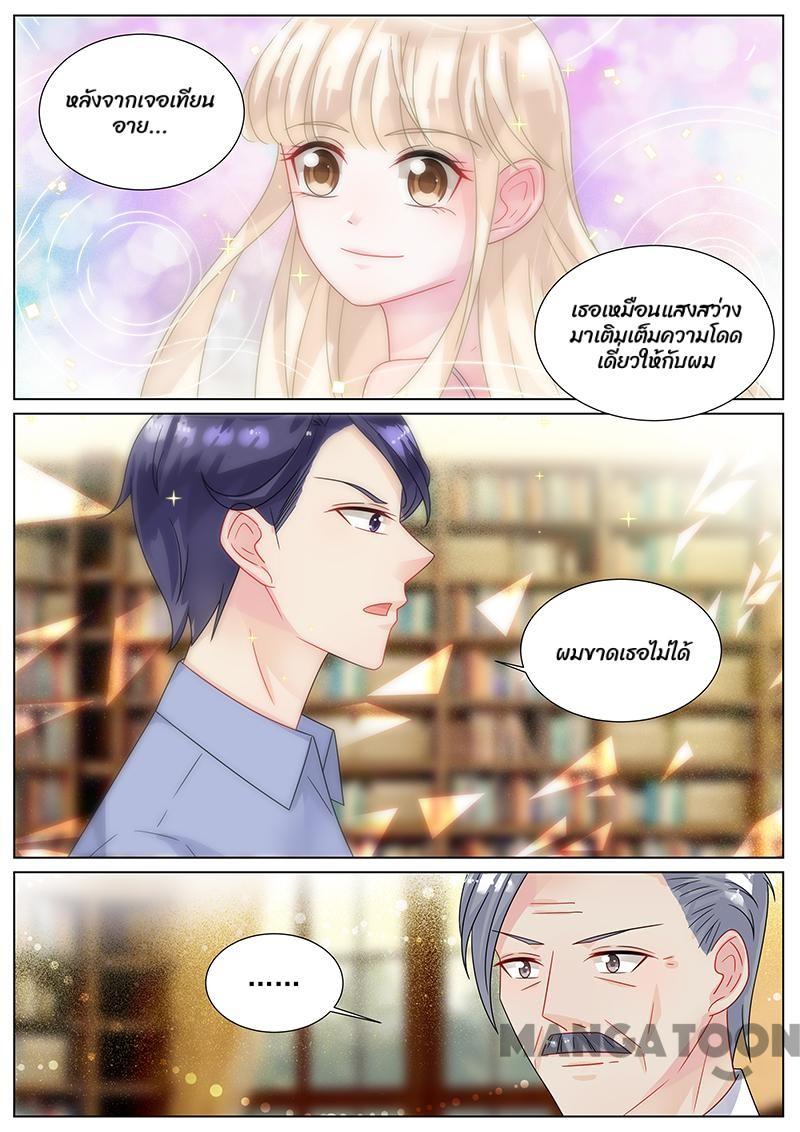 หลังจากเจอเทียน
อาย...
เธอเหมือนแสงสว่าง
มาเติมเต็มความโดด
เดี่ยวให้กับผม
ผมขาดเธอไม่ได้
......
MANGATOON